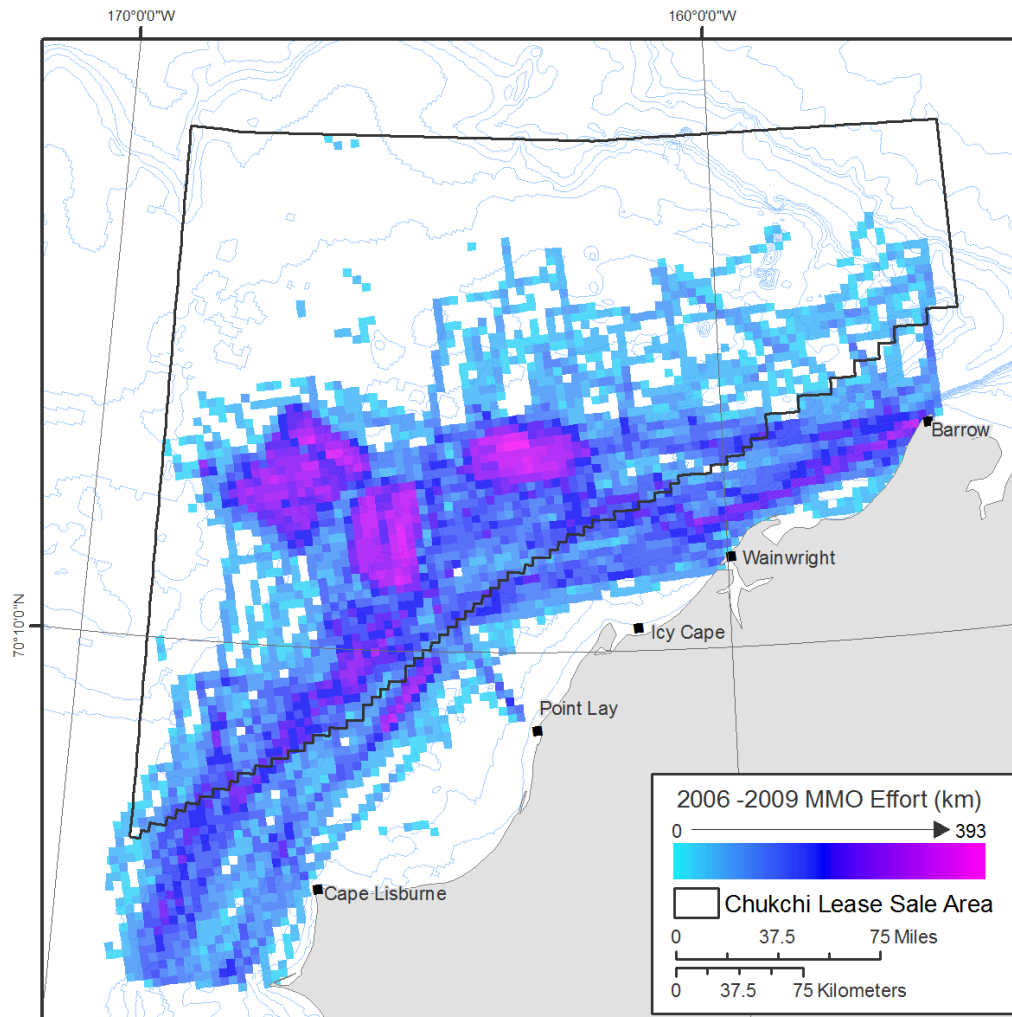 170°0'0"W
160°0'0"W
70°10'0"N
Barrow
Wainwright
Icy Cape
Point Lay
Cape Lisburne
2006 -2009 MMO Effort (km)
0 393
Chukchi Lease Sale Area
0 37.5 75 Miles
0 37.5 75 Kilometers